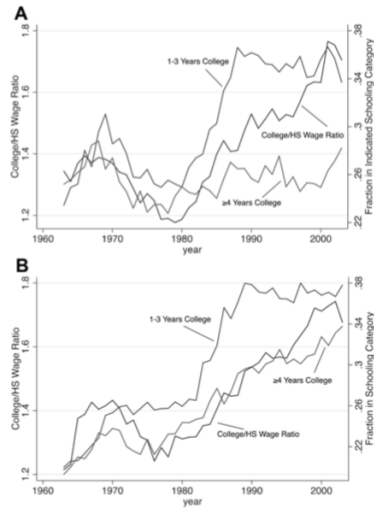 A
1.8
.38
1-3 Years College
1.6
.34
College/HS Wage Ratio
College/HS Wage Ratio
.3
Fraction in Indicated Schooling Category
1.4
.26
≥4 Years College
1.2
.22
1960 1970 1980 1990 2000
year
B
1.8
.38
1-3 Years College
.34
1.6
College/HS Wage Ratio
.3
Fraction in Indicated Schooling Category
≥4 Years College
1.4
.26
College/HS Wage Ratio
.22
1.2
1960 1970 1980 1990 2000
year